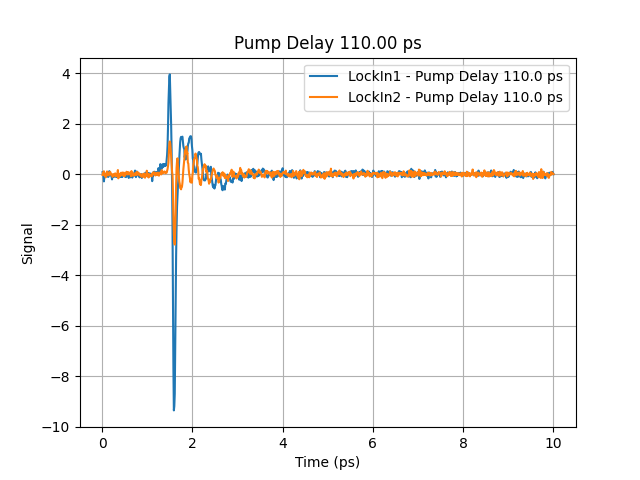 Pump Delay 110.00 ps
LockIn1 - Pump Delay 110.0 ps
LockIn2 - Pump Delay 110.0 ps
4
2
0
−2
−4
−6
−8
−10
Signal
0 2 4 6 8 10
Time (ps)